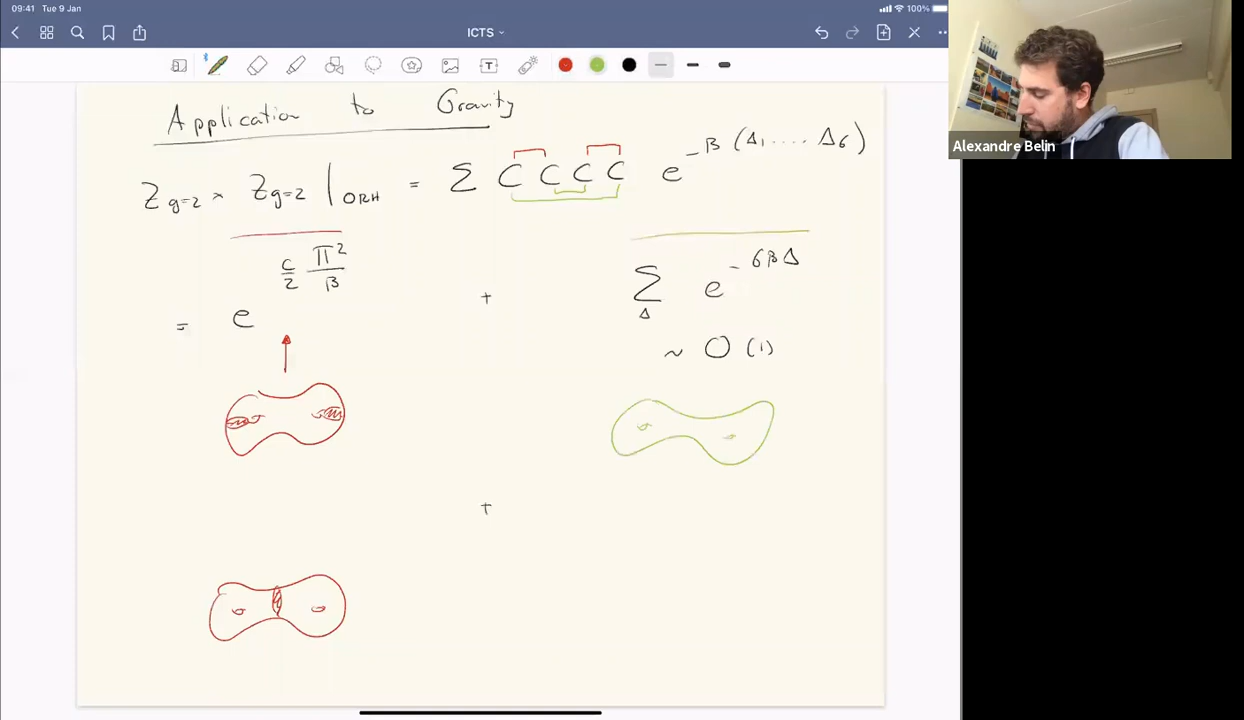 09:41 Tue 9 Jan
100%
ICTS
Application to Gravity
Z g=2 × Z g=2 | ORH = Σ C C C C e^{-β (Δ1 .... Δ6)}
= e^{c/2 π²/β} + Σ_Δ e^{-6βΔ}
~ O (1)
+
Alexandre Belin